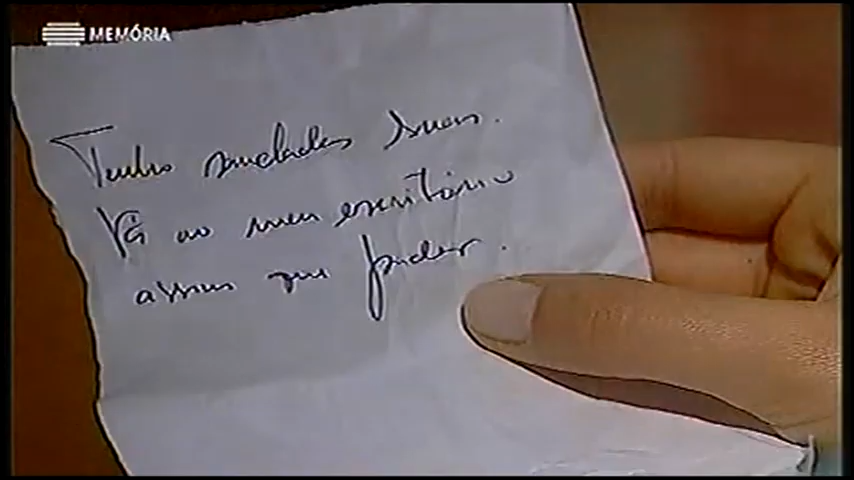 MEMÓRIA
Tenho saudades suas.
Vá ao meu escritório
assim que puder.